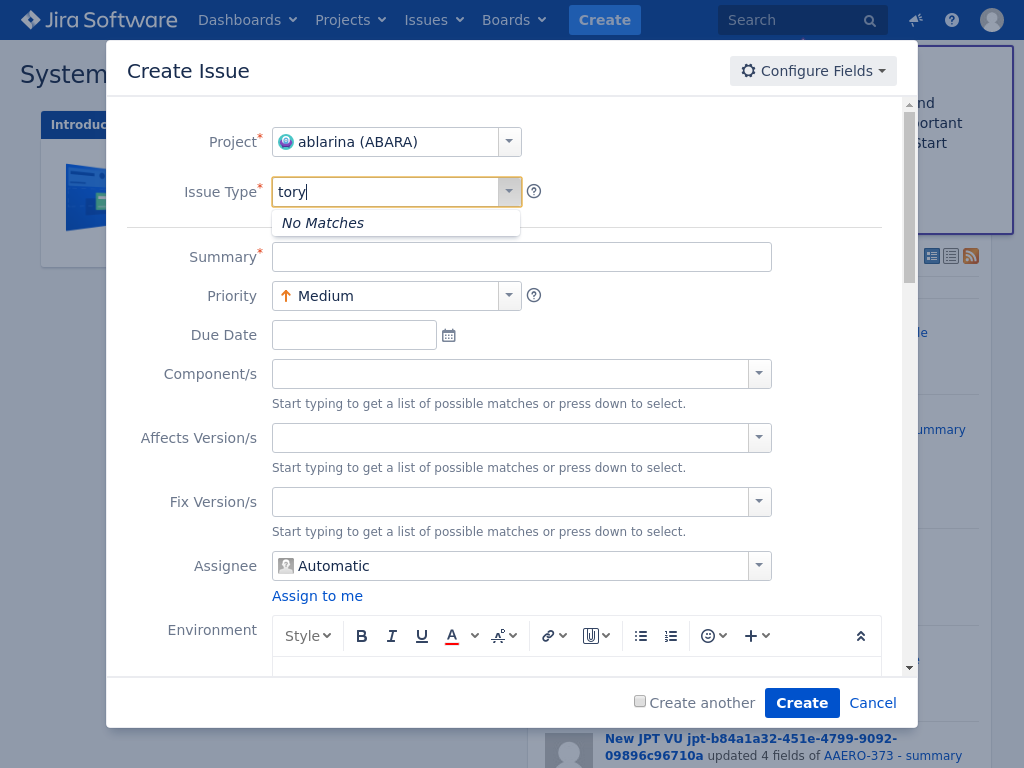 Jira Software Dashboards Projects Issues Boards Create Search
System
Introduc
nd
portant
Start
le
ummary
Create Issue
Configure Fields
Project* ablarina (ABARA)
Issue Type* tory
No Matches
Summary*
Priority Medium
Due Date
Component/s
Start typing to get a list of possible matches or press down to select.
Affects Version/s
Start typing to get a list of possible matches or press down to select.
Fix Version/s
Start typing to get a list of possible matches or press down to select.
Assignee Automatic
Assign to me
Environment
Style B I U A
Create another Create Cancel
New JPT VU jpt-b84a1a32-451e-4799-9092-
09896c96710a updated 4 fields of AAERO-373 - summary